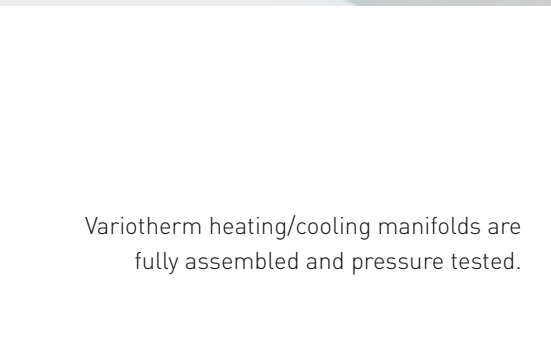 Variotherm heating/cooling manifolds are
fully assembled and pressure tested.